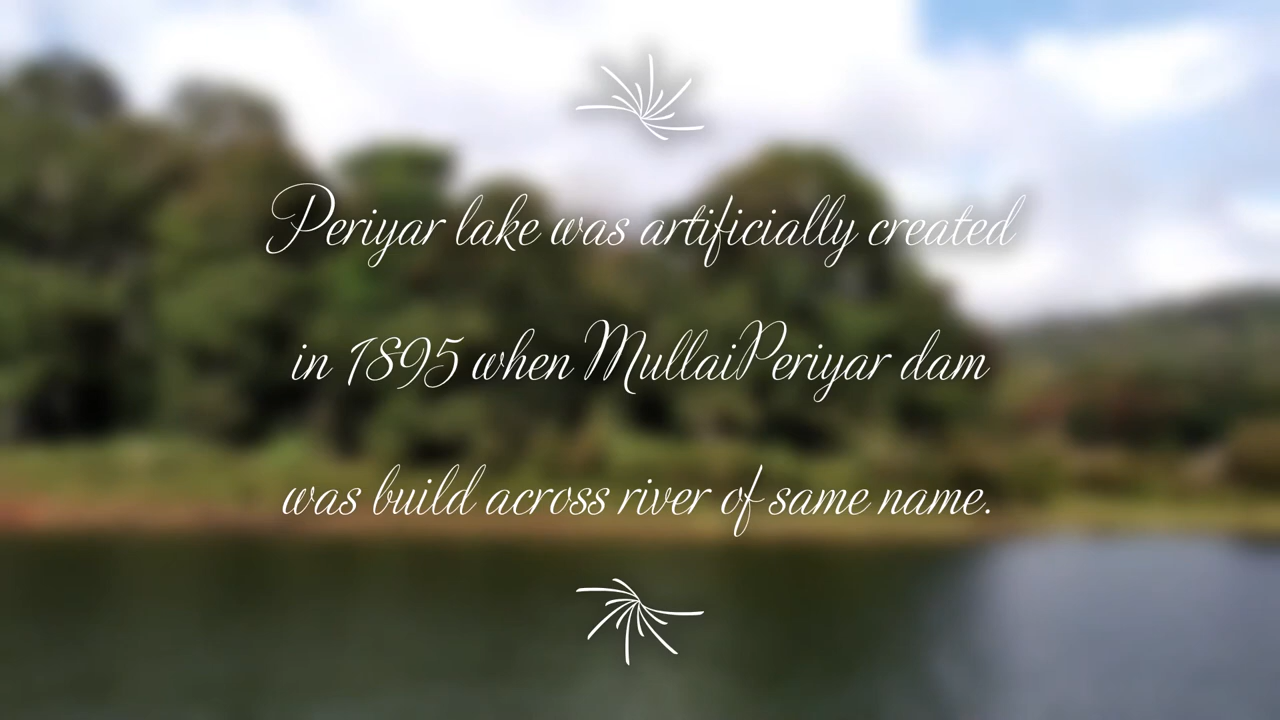 Periyar lake was artificially created
in 1895 when MullaiPeriyar dam
was build across river of same name.